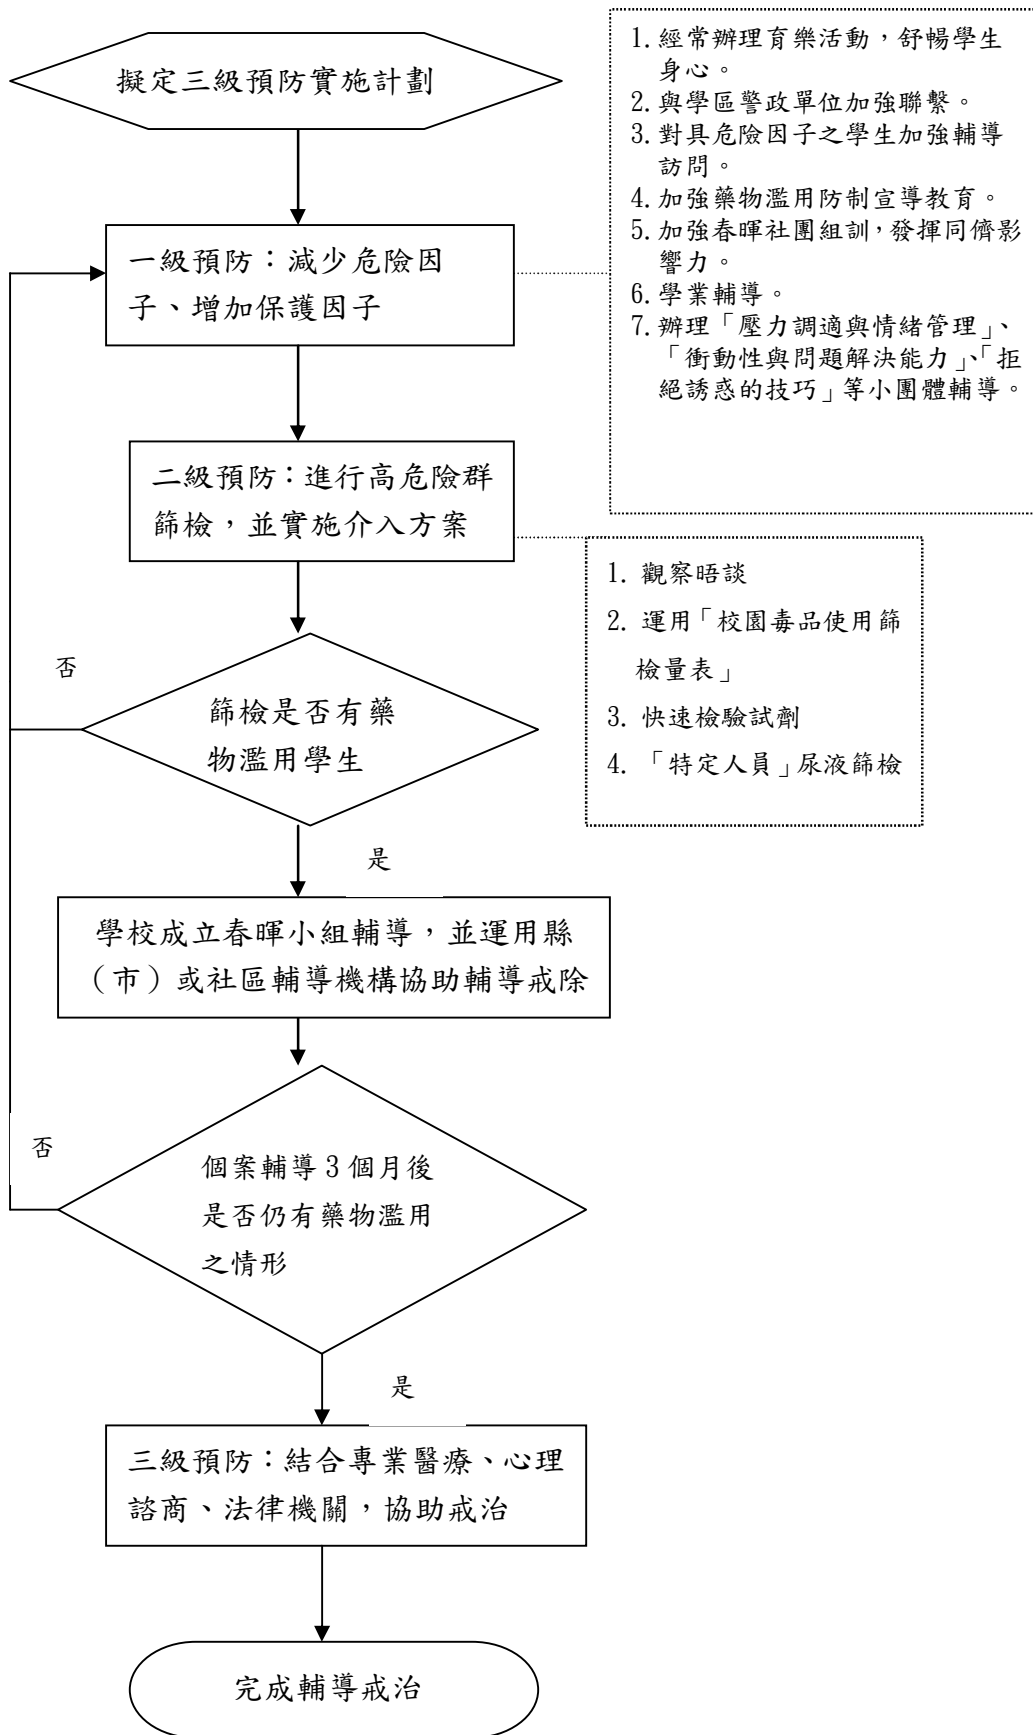 擬定三級預防實施計劃
1.經常辦理育樂活動，舒暢學生
身心。
2.與學區警政單位加強聯繫。
3.對具危險因子之學生加強輔導
訪問。
4.加強藥物濫用防制宣導教育。
5.加強春暉社團組訓，發揮同儕影
響力。
6.學業輔導。
7.辦理「壓力調適與情緒管理」、
「衝動性與問題解決能力」、「拒
絕誘惑的技巧」等小團體輔導。
一級預防：減少危險因
子、增加保護因子
二級預防：進行高危險群
篩檢，並實施介入方案
1. 觀察晤談
2. 運用「校園毒品使用篩
檢量表」
3. 快速檢驗試劑
4. 「特定人員」尿液篩檢
否
篩檢是否有藥
物濫用學生
是
學校成立春暉小組輔導，並運用縣
（市）或社區輔導機構協助輔導戒除
否
個案輔導 3 個月後
是否仍有藥物濫用
之情形
是
三級預防：結合專業醫療、心理
諮商、法律機關，協助戒治
完成輔導戒治